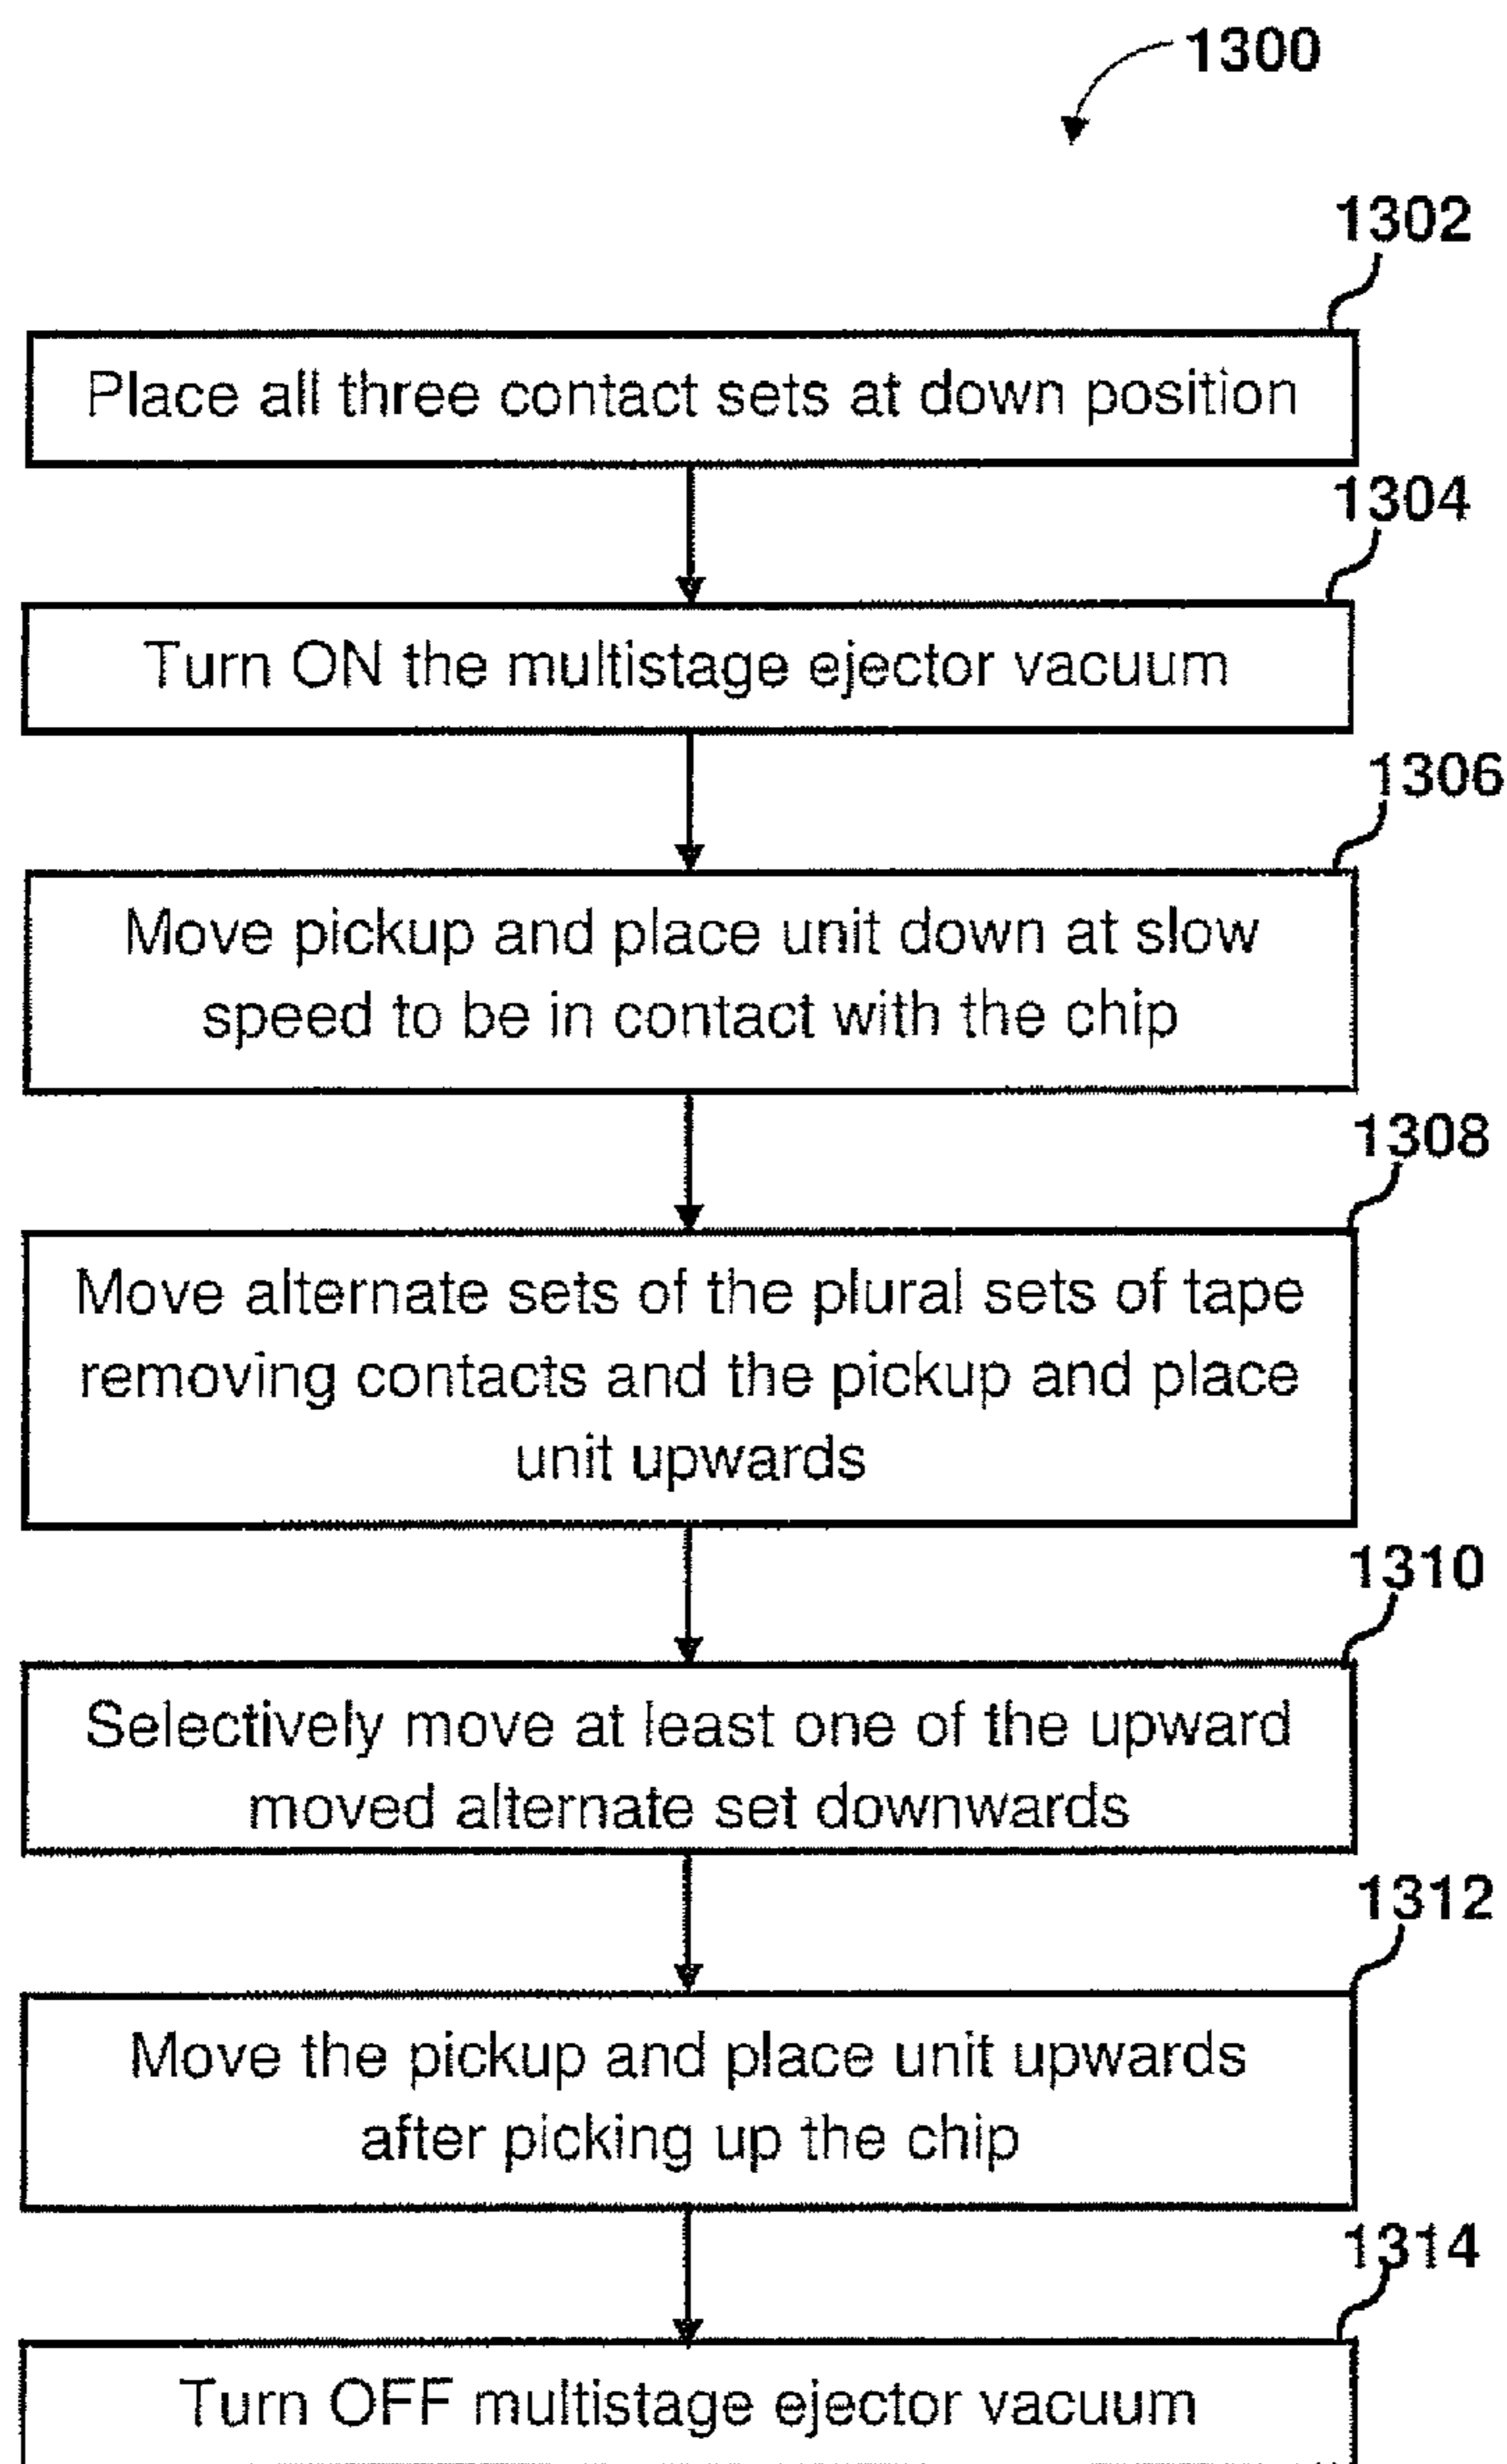 1300
1302
Place all three contact sets at down position
1304
Turn ON the multistage ejector vacuum
1306
Move pickup and place unit down at slow
speed to be in contact with the chip
1308
Move alternate sets of the plural sets of tape
removing contacts and the pickup and place
unit upwards
1310
Selectively move at least one of the upward
moved alternate set downwards
1312
Move the pickup and place unit upwards
after picking up the chip
1314
Turn OFF multistage ejector vacuum